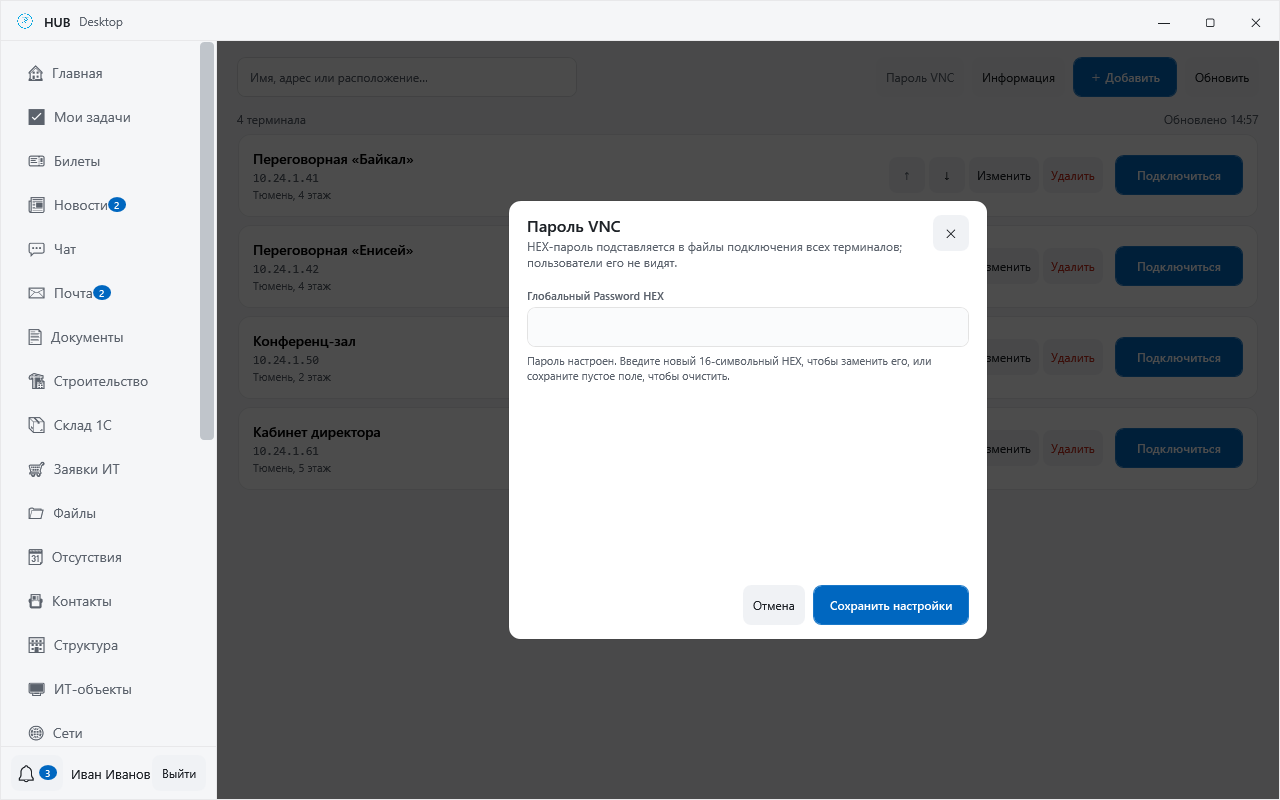 HUB Desktop
Главная
Мои задачи
Билеты
Новости 2
Чат
Почта 2
Документы
Строительство
Склад 1С
Заявки ИТ
Файлы
31 Отсутствия
Контакты
Структура
ИТ-объекты
Сети
3 Иван Иванов Выйти
Имя, адрес или расположение...
Пароль VNC Информация + Добавить Обновить
4 терминала Обновлено 14:57
Переговорная «Байкал»
10.24.1.41
Тюмень, 4 этаж
↑ ↓ Изменить Удалить Подключиться
Переговорная «Енисей»
10.24.1.42
Тюмень, 4 этаж
зменить Удалить Подключиться
Конференц-зал
10.24.1.50
Тюмень, 2 этаж
зменить Удалить Подключиться
Кабинет директора
10.24.1.61
Тюмень, 5 этаж
зменить Удалить Подключиться
Пароль VNC
HEX-пароль подставляется в файлы подключения всех терминалов;
пользователи его не видят.
Глобальный Password HEX
Пароль настроен. Введите новый 16-символьный HEX, чтобы заменить его, или
сохраните пустое поле, чтобы очистить.
Отмена Сохранить настройки